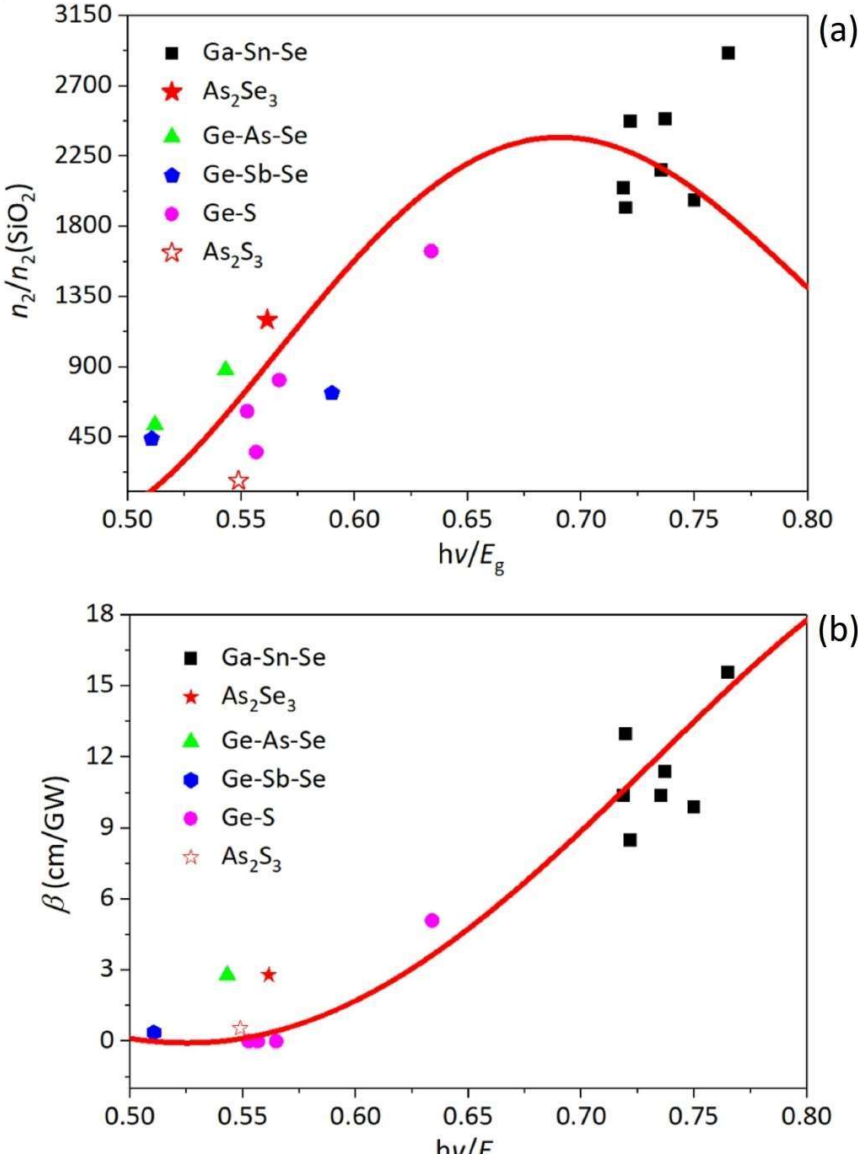 (a)
3150
2700
2250
1800
1350
900
450
n₂/n₂(SiO₂)
Ga-Sn-Se
As₂Se₃
Ge-As-Se
Ge-Sb-Se
Ge-S
As₂S₃
0.50 0.55 0.60 0.65 0.70 0.75 0.80
hν/E_g
(b)
18
15
12
9
6
3
0
β (cm/GW)
Ga-Sn-Se
As₂Se₃
Ge-As-Se
Ge-Sb-Se
Ge-S
As₂S₃
0.50 0.55 0.60 0.65 0.70 0.75 0.80
hν/E